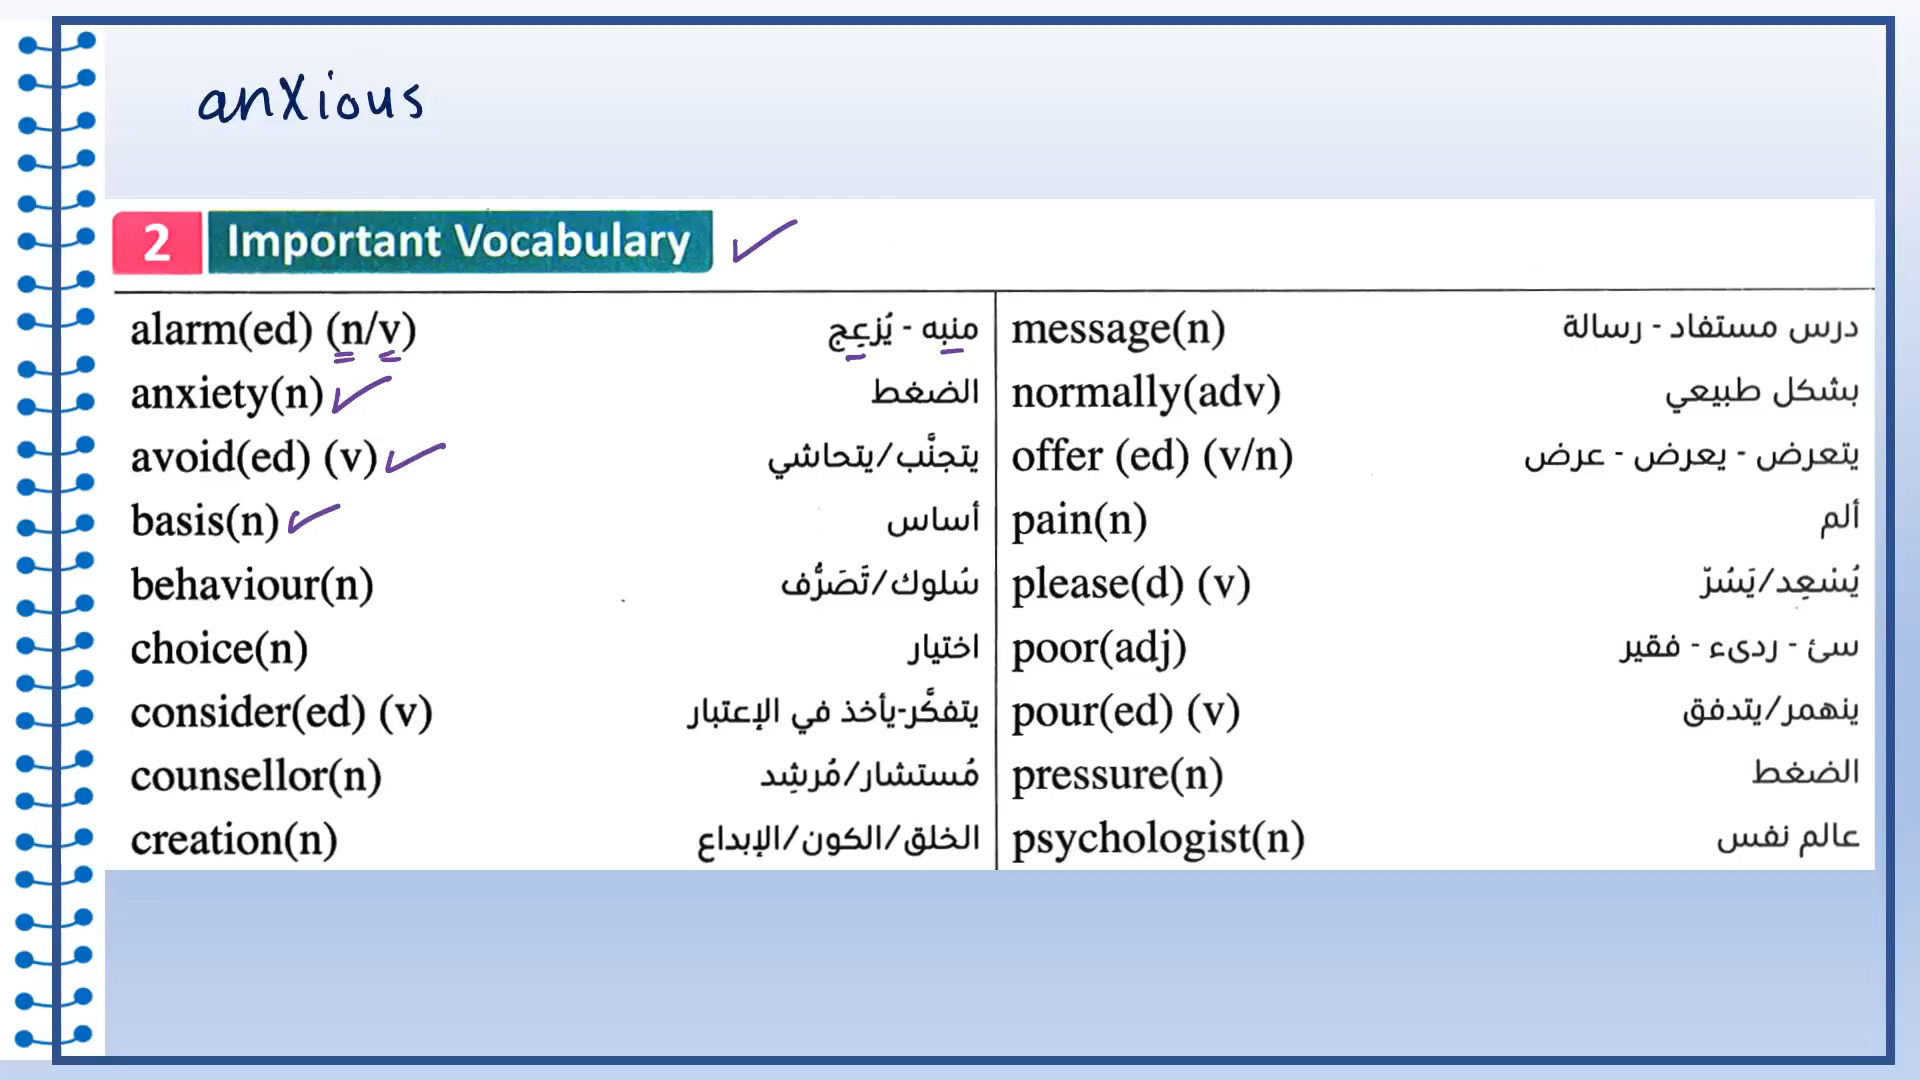 anxious
2 Important Vocabulary
alarm(ed) (n/v) منبه - يُزعِج
anxiety(n) الضغط
avoid(ed) (v) يتجنَّب/يتحاشي
basis(n) أساس
behaviour(n) سُلوك/تَصَرُّف
choice(n) اختيار
consider(ed) (v) يتفكَّر-يأخذ في الإعتبار
counsellor(n) مُستشار/مُرشِد
creation(n) الخلق/الكون/الإبداع
message(n) درس مستفاد - رسالة
normally(adv) بشكل طبيعي
offer (ed) (v/n) يتعرض - يعرض - عرض
pain(n) ألم
please(d) (v) يُسْعِد/يَسُرّ
poor(adj) سئ - ردىء - فقير
pour(ed) (v) ينهمر/يتدفق
pressure(n) الضغط
psychologist(n) عالم نفس